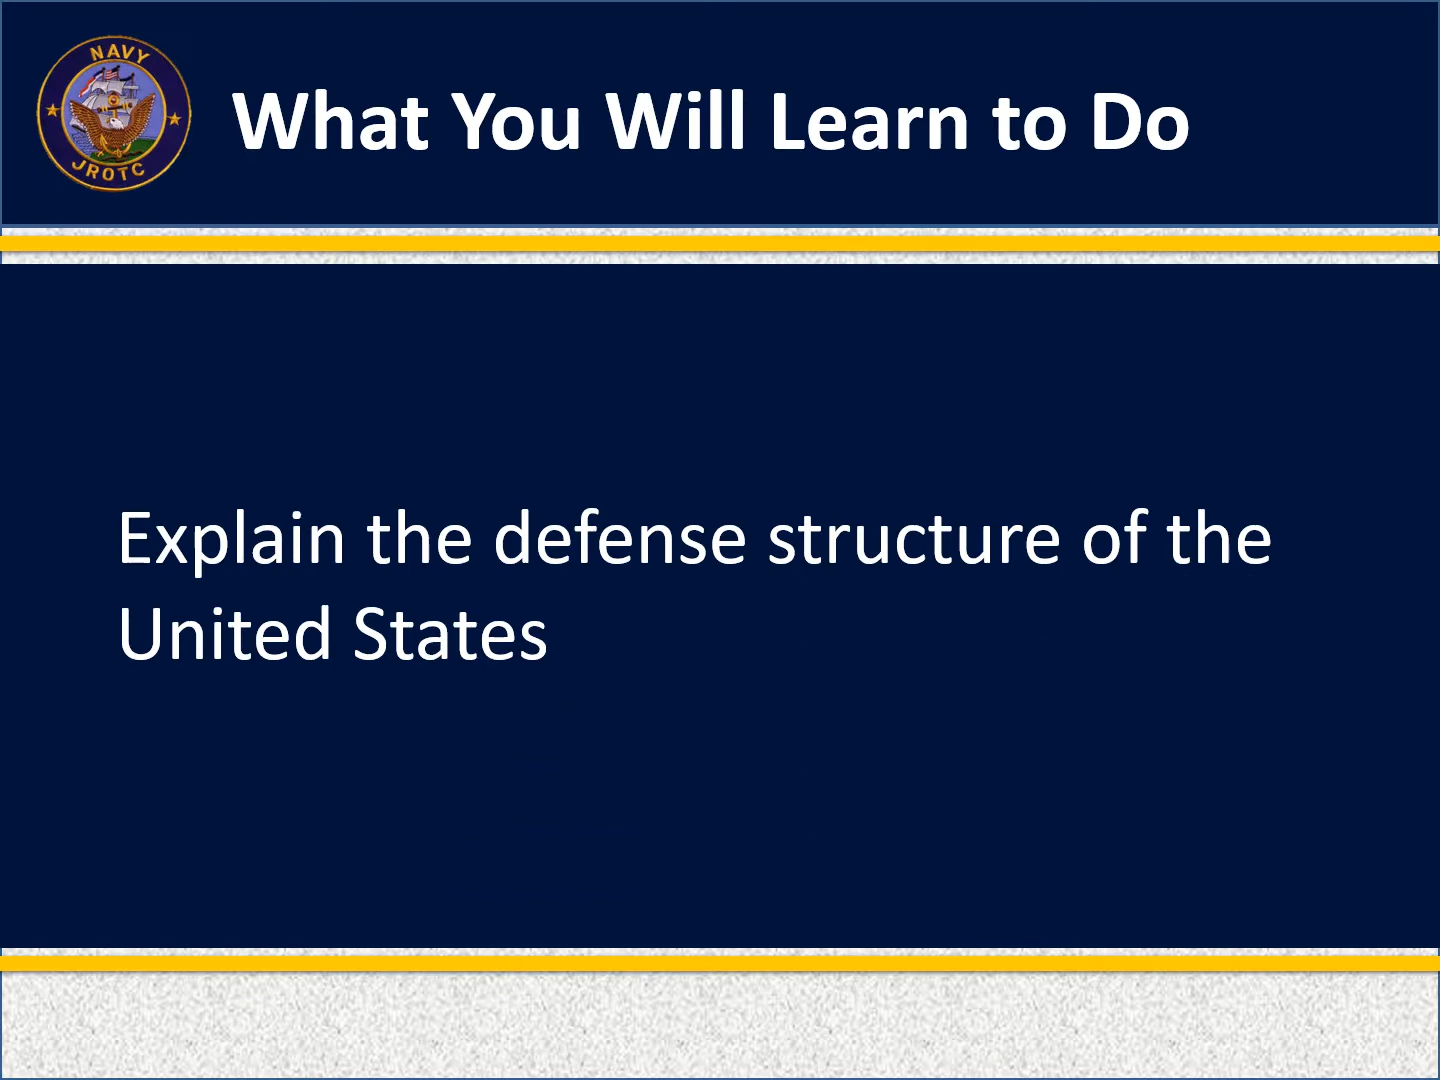 NAVY
JROTC
What You Will Learn to Do
Explain the defense structure of the
United States